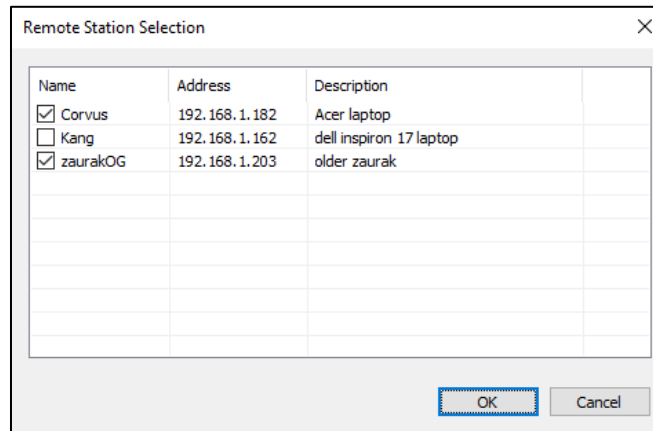 Remote Station Selection
Name Address Description
Corvus 192.168.1.182 Acer laptop
Kang 192.168.1.162 dell inspiron 17 laptop
zaurakOG 192.168.1.203 older zaurak
OK Cancel